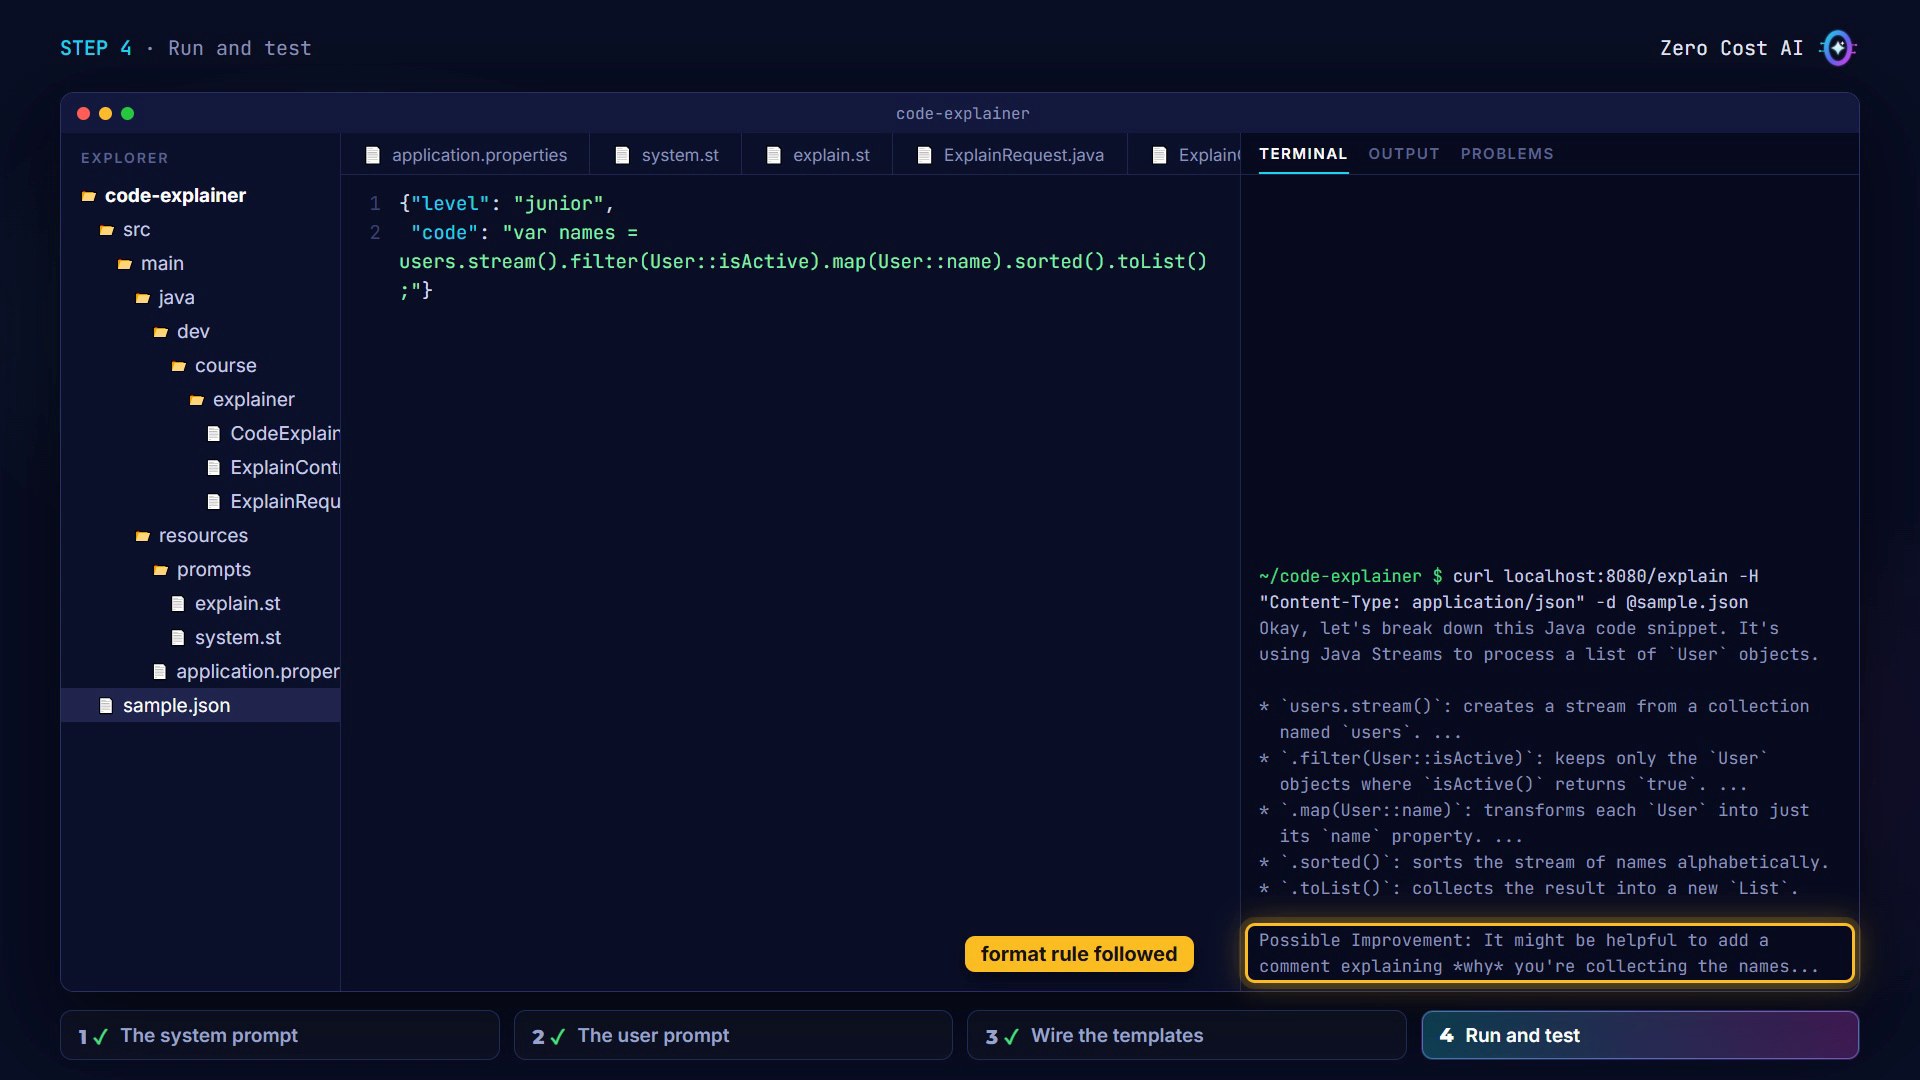 STEP 4 · Run and test
Zero Cost AI
code-explainer
EXPLORER
code-explainer
src
main
java
dev
course
explainer
CodeExplain
ExplainContr
ExplainRequ
resources
prompts
explain.st
system.st
application.proper
sample.json
application.properties
system.st
explain.st
ExplainRequest.java
Explain
1 {"level": "junior",
2 "code": "var names =
users.stream().filter(User::isActive).map(User::name).sorted().toList()
;"}
TERMINAL OUTPUT PROBLEMS
~/code-explainer $ curl localhost:8080/explain -H
"Content-Type: application/json" -d @sample.json
Okay, let's break down this Java code snippet. It's
using Java Streams to process a list of `User` objects.
* `users.stream()`: creates a stream from a collection
named `users`. ...
* `.filter(User::isActive)`: keeps only the `User`
objects where `isActive()` returns `true`. ...
* `.map(User::name)`: transforms each `User` into just
its `name` property. ...
* `.sorted()`: sorts the stream of names alphabetically.
* `.toList()`: collects the result into a new `List`.
format rule followed
Possible Improvement: It might be helpful to add a
comment explaining *why* you're collecting the names...
1 ✓ The system prompt
2 ✓ The user prompt
3 ✓ Wire the templates
4 Run and test